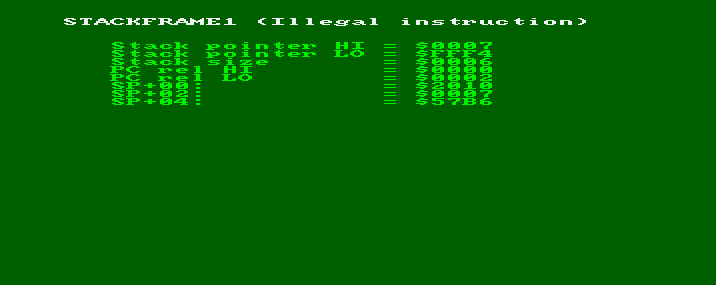 STACKFRAME1 (Illegal instruction)
Stack pointer HI = $0007
Stack pointer LO = $FFF4
Stack size = $0006
PC rel HI = $0000
PC rel LO = $0002
SP+00: = $2010
SP+02: = $0007
SP+04: = $57B6